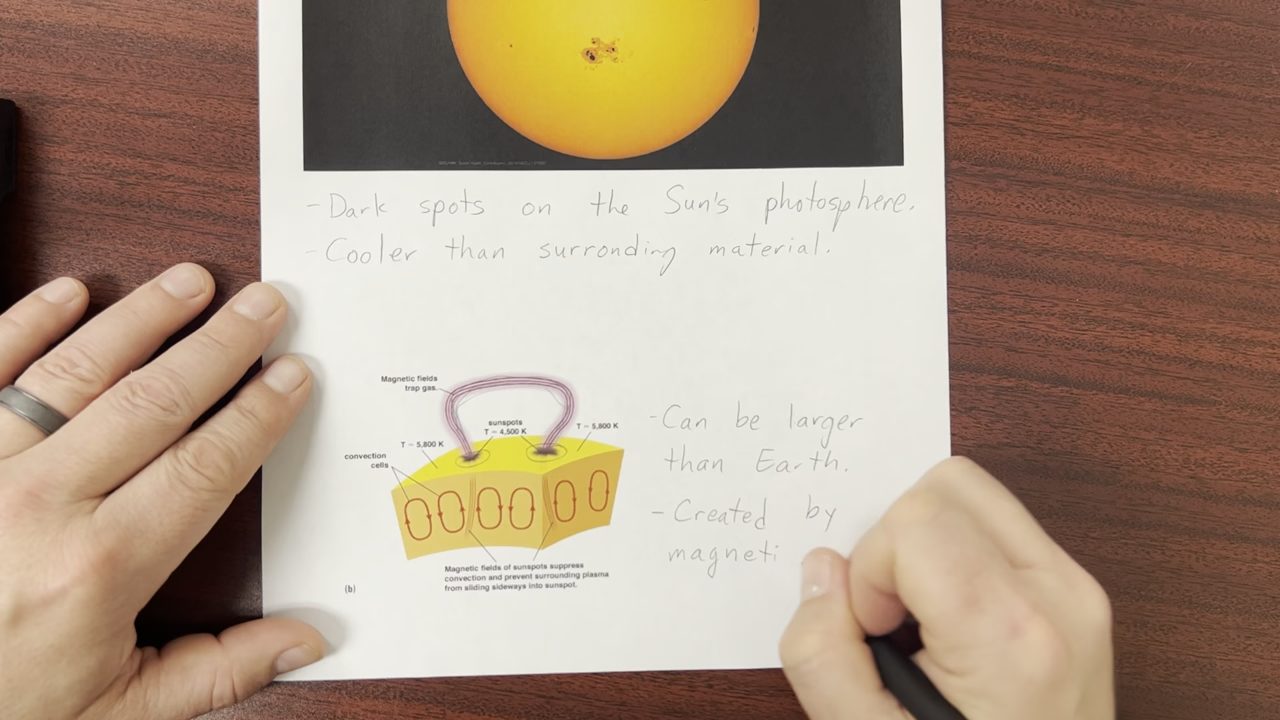 - Dark spots on the Sun's photosphere.
- Cooler than surronding material.
Magnetic fields
trap gas.
sunspots
T ~ 4,500 K
T ~ 5,800 K
T ~ 5,800 K
convection
cells
- Can be larger
than Earth.
- Created by
magneti
Magnetic fields of sunspots suppress
convection and prevent surrounding plasma
from sliding sideways into sunspot.
(b)